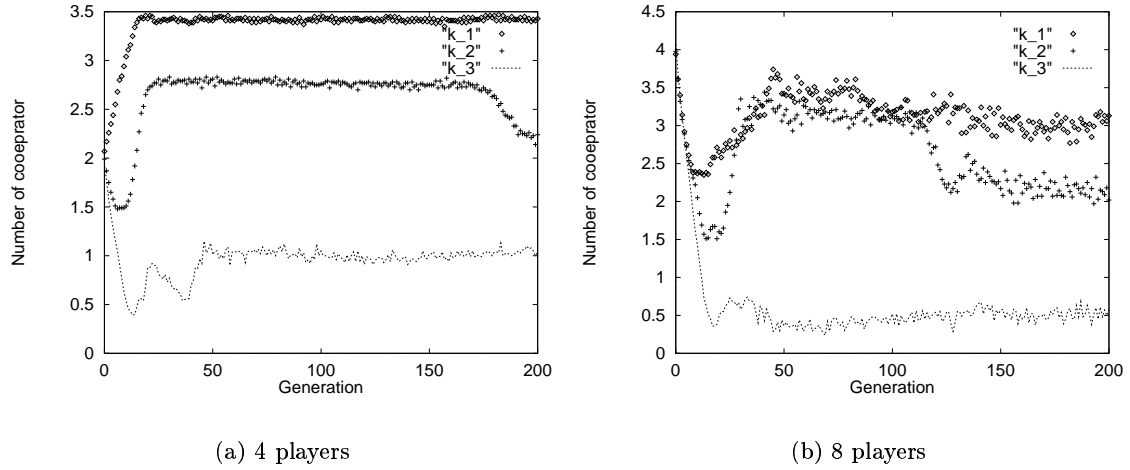 3.5
3
2.5
2
1.5
1
0.5
0
0
50
100
150
200
Number of cooeprator
Generation
"k_1"
"k_2"
"k_3"
(a) 4 players
4.5
4
3.5
3
2.5
2
1.5
1
0.5
0
0
50
100
150
200
Number of cooeprator
Generation
"k_1"
"k_2"
"k_3"
(b) 8 players